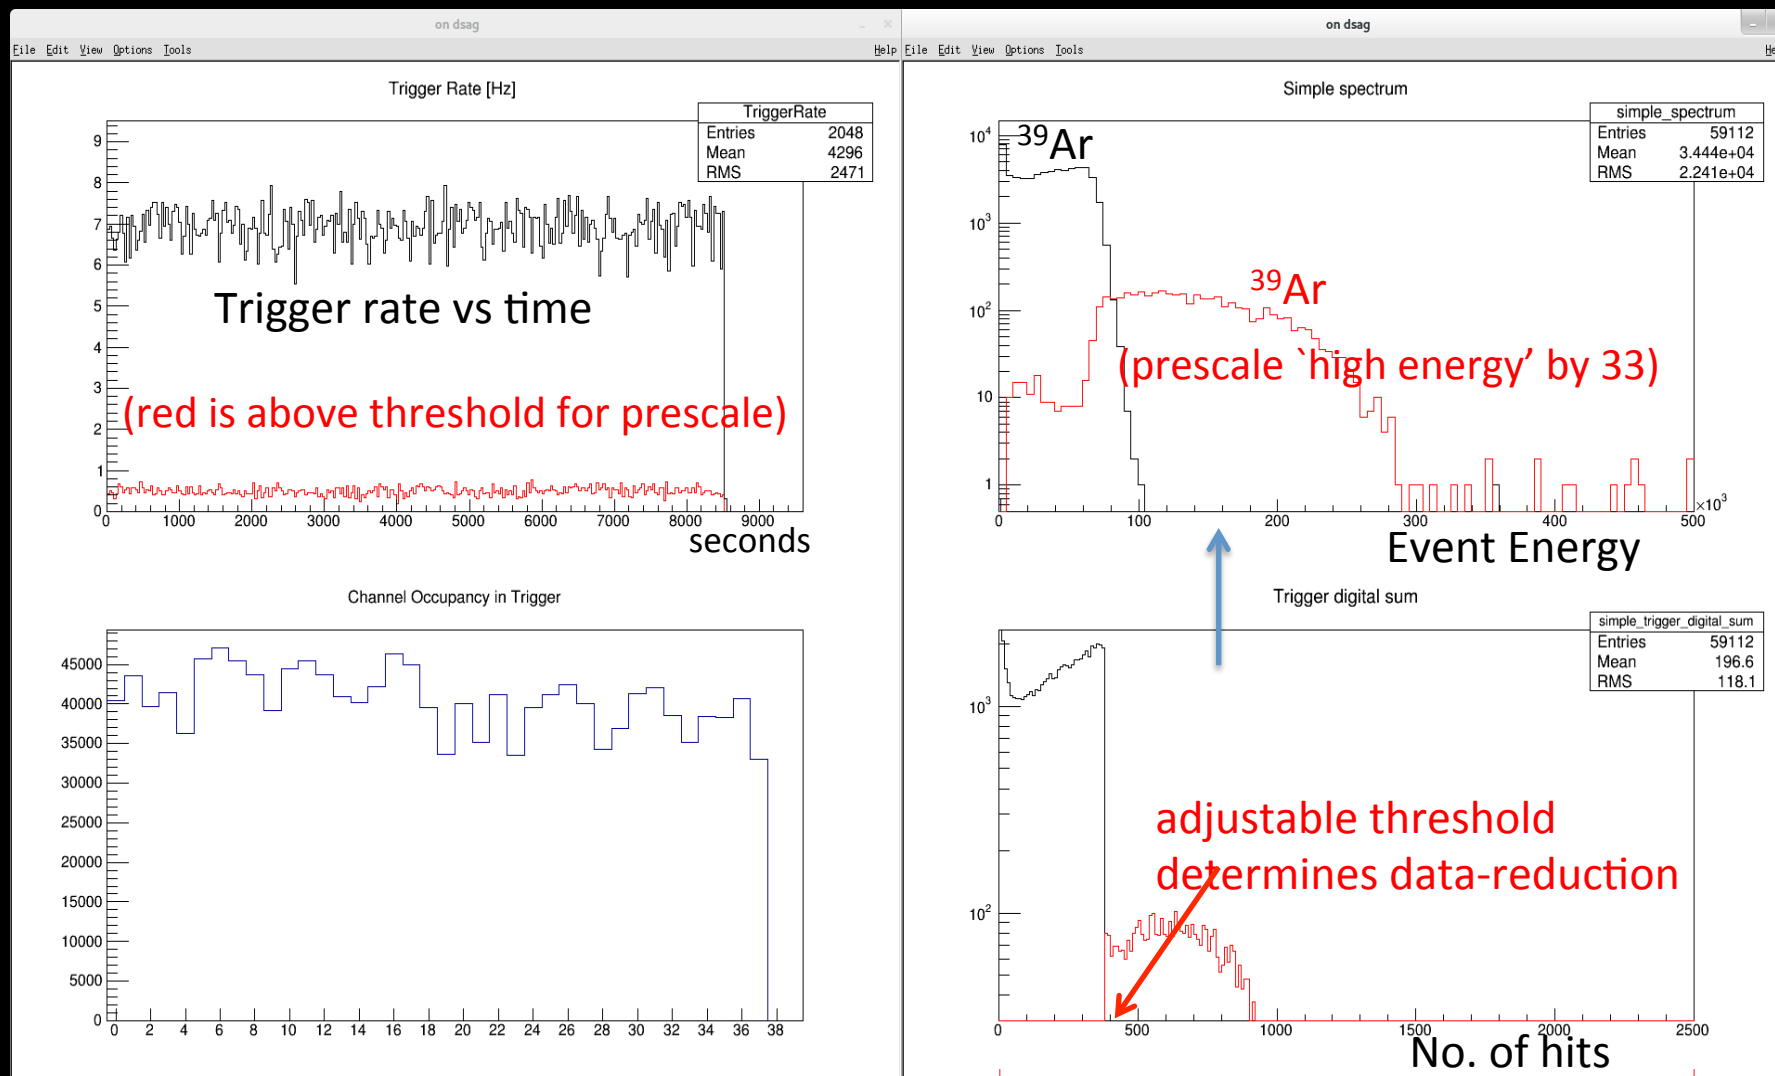 on dsag
File Edit View Options Tools Help
Trigger Rate [Hz]
TriggerRate
Entries 2048
Mean 4296
RMS 2471
9
8
7
6
5
4
3
2
1
0
Trigger rate vs time
(red is above threshold for prescale)
0 1000 2000 3000 4000 5000 6000 7000 8000 9000
seconds
Channel Occupancy in Trigger
45000
40000
35000
30000
25000
20000
15000
10000
5000
0
0 2 4 6 8 10 12 14 16 18 20 22 24 26 28 30 32 34 36 38
on dsag
File Edit View Options Tools He
Simple spectrum
simple_spectrum
Entries 59112
Mean 3.444e+04
RMS 2.241e+04
10⁴
10³
10²
10
1
³⁹Ar
³⁹Ar
(prescale `high energy’ by 33)
×10³
0 100 200 300 400 500
Event Energy
Trigger digital sum
simple_trigger_digital_sum
Entries 59112
Mean 196.6
RMS 118.1
10³
10²
adjustable threshold
determines data-reduction
0 500 1000 1500 2000 2500
No. of hits